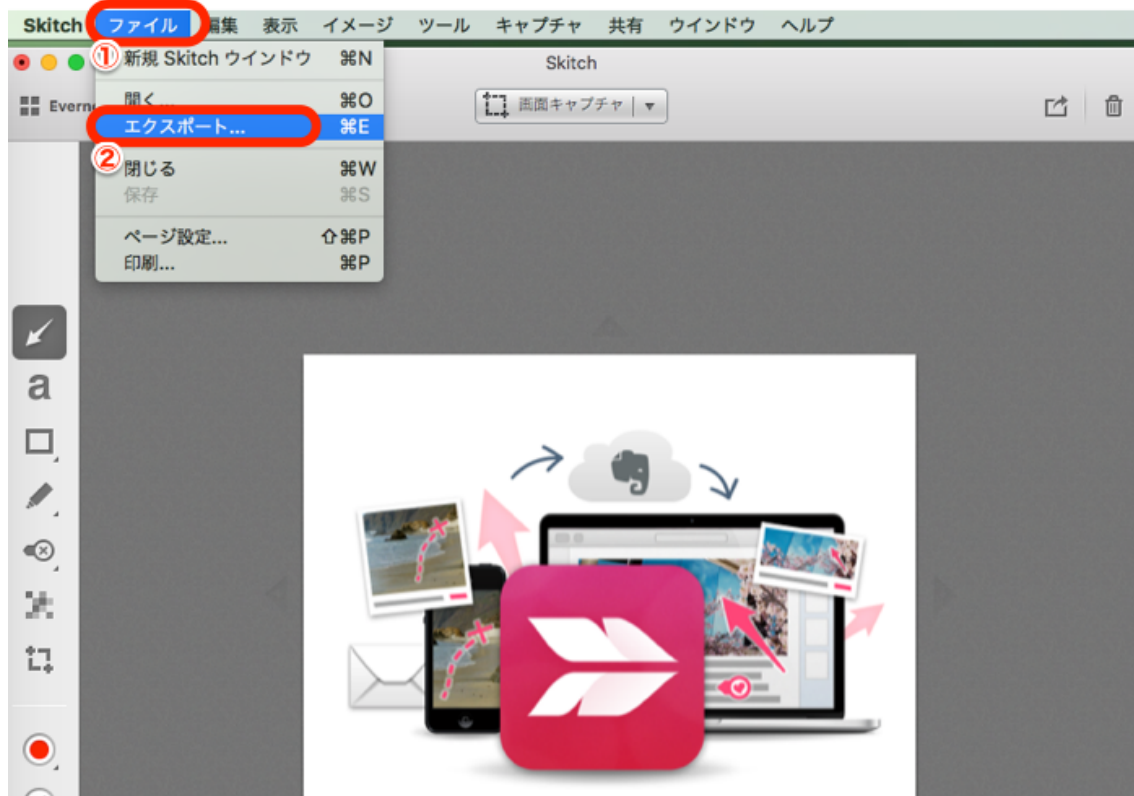 Skitch ファイル 編集 表示 イメージ ツール キャプチャ 共有 ウインドウ ヘルプ
①
新規 Skitch ウインドウ ⌘N
Skitch
開く... ⌘O
画面キャプチャ
エクスポート... ⌘E
②
閉じる ⌘W
保存 ⌘S
ページ設定... ⇧⌘P
印刷... ⌘P
a